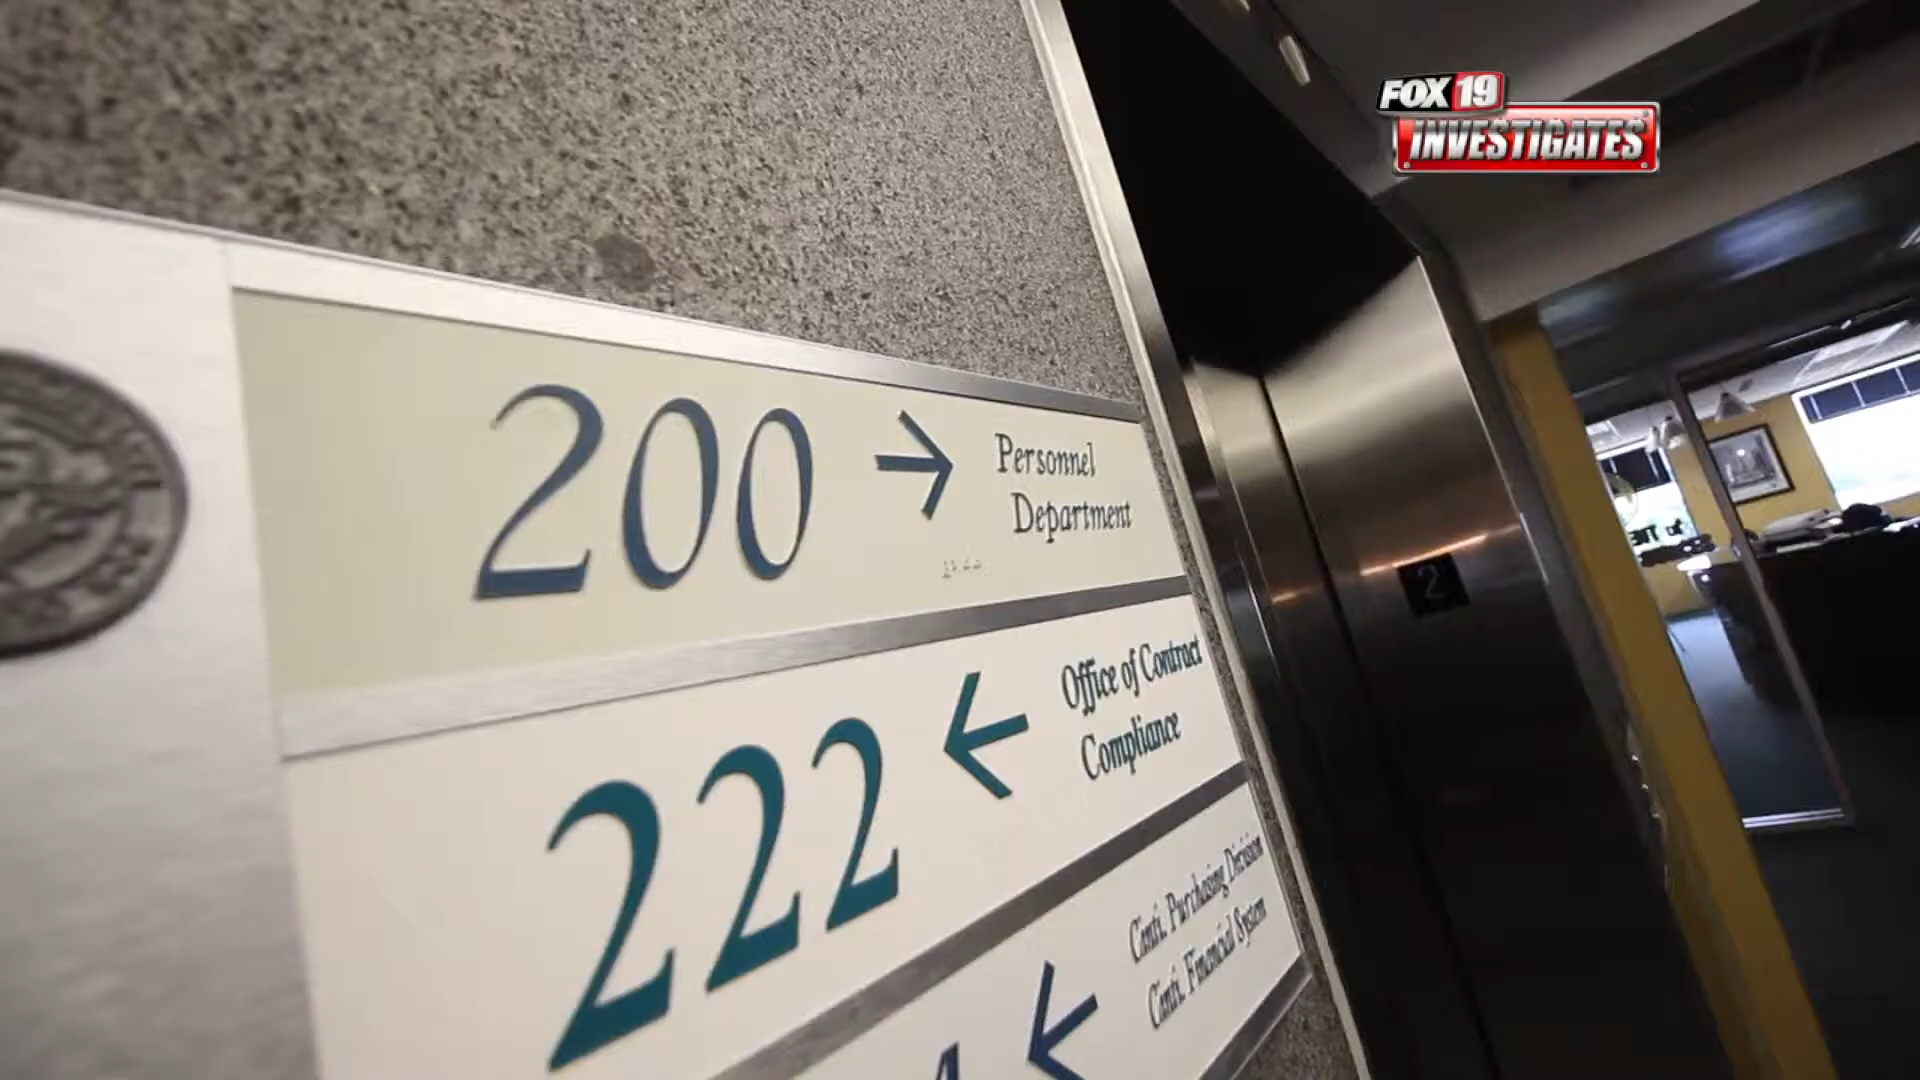 FOX 19
INVESTIGATES
200 → Personnel
Department
222 ← Office of Contract
Compliance
← Cinti. Purchasing Division
Cinti. Financial System
2